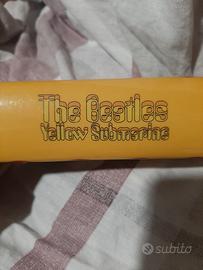 The Beatles
Yellow Submarine
subito